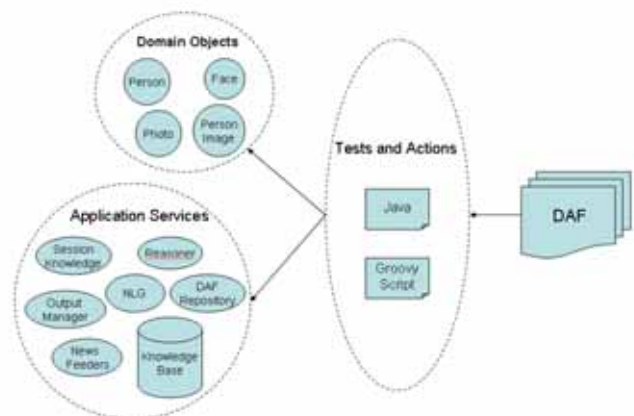 Domain Objects
Person
Face
Photo
Person
Image
Tests and Actions
Java
Groovy
Script
DAF
Application Services
Session
Knowledge
Reasoner
NLG
DAF
Repository
Output
Manager
News
Feeders
Knowledge
Base